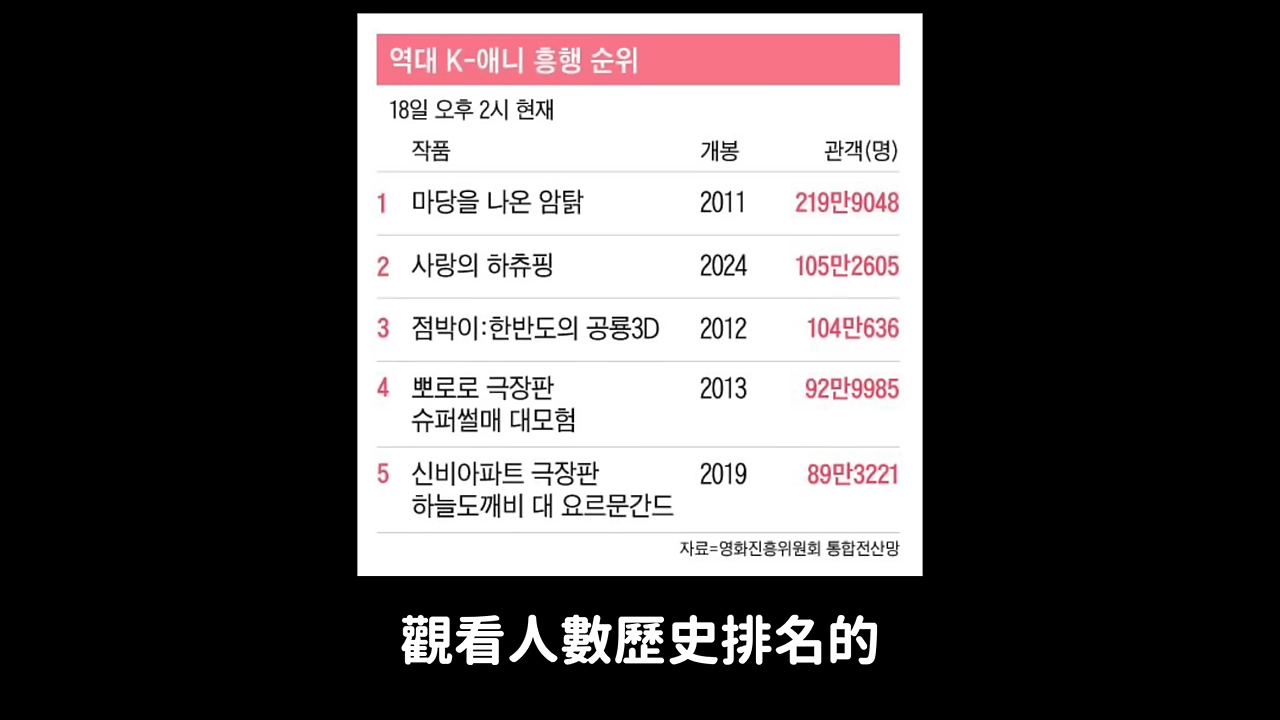 역대 K-애니 흥행 순위
18일 오후 2시 현재
작품 개봉 관객(명)
1 마당을 나온 암탉 2011 219만9048
2 사랑의 하츄핑 2024 105만2605
3 점박이:한반도의 공룡3D 2012 104만636
4 뽀로로 극장판 2013 92만9985
슈퍼썰매 대모험
5 신비아파트 극장판 2019 89만3221
하늘도깨비 대 요르문간드
자료=영화진흥위원회 통합전산망
觀看人數歷史排名的